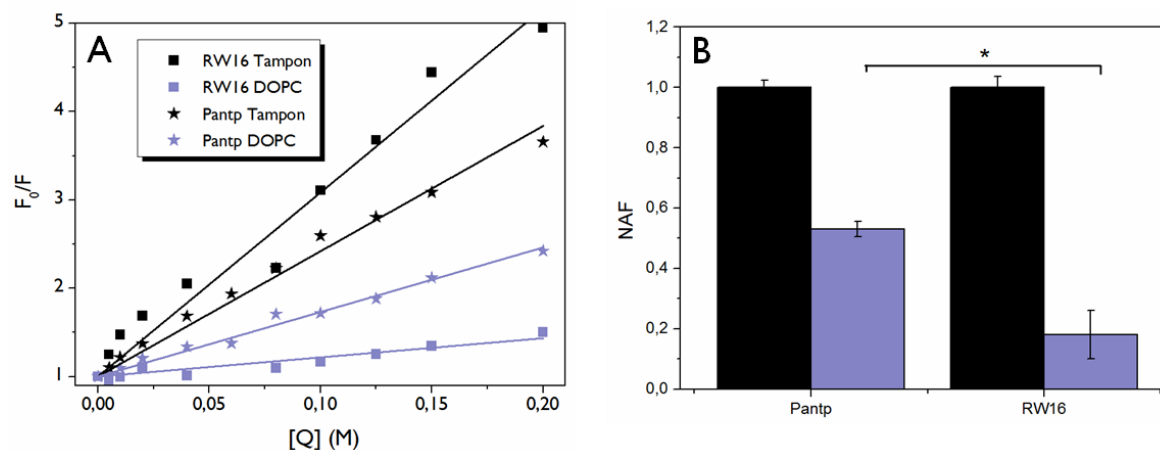 A
RW16 Tampon
RW16 DOPC
Pantp Tampon
Pantp DOPC
5
4
3
2
1
F₀/F
0,00
0,05
0,10
0,15
0,20
[Q] (M)
B
*
1,2
1,0
0,8
0,6
0,4
0,2
0,0
NAF
Pantp
RW16